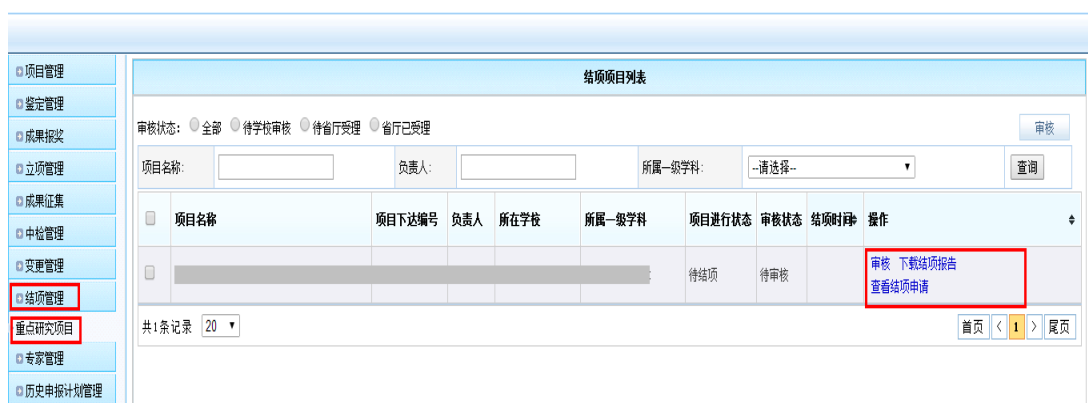 项目管理
鉴定管理
成果报奖
立项管理
成果征集
中检管理
变更管理
结项管理
重点研究项目
专家管理
历史申报计划管理
结项项目列表
审核状态: 全部 待学校审核 待省厅受理 省厅已受理 审核
项目名称: 负责人: 所属一级学科: --请选择-- 查询
项目名称 项目下达编号 负责人 所在学校 所属一级学科 项目进行状态 审核状态 结项时间 操作
待结项 待审核 审核 下载结项报告
查看结项申请
共1条记录 20 首页 < 1 > 尾页